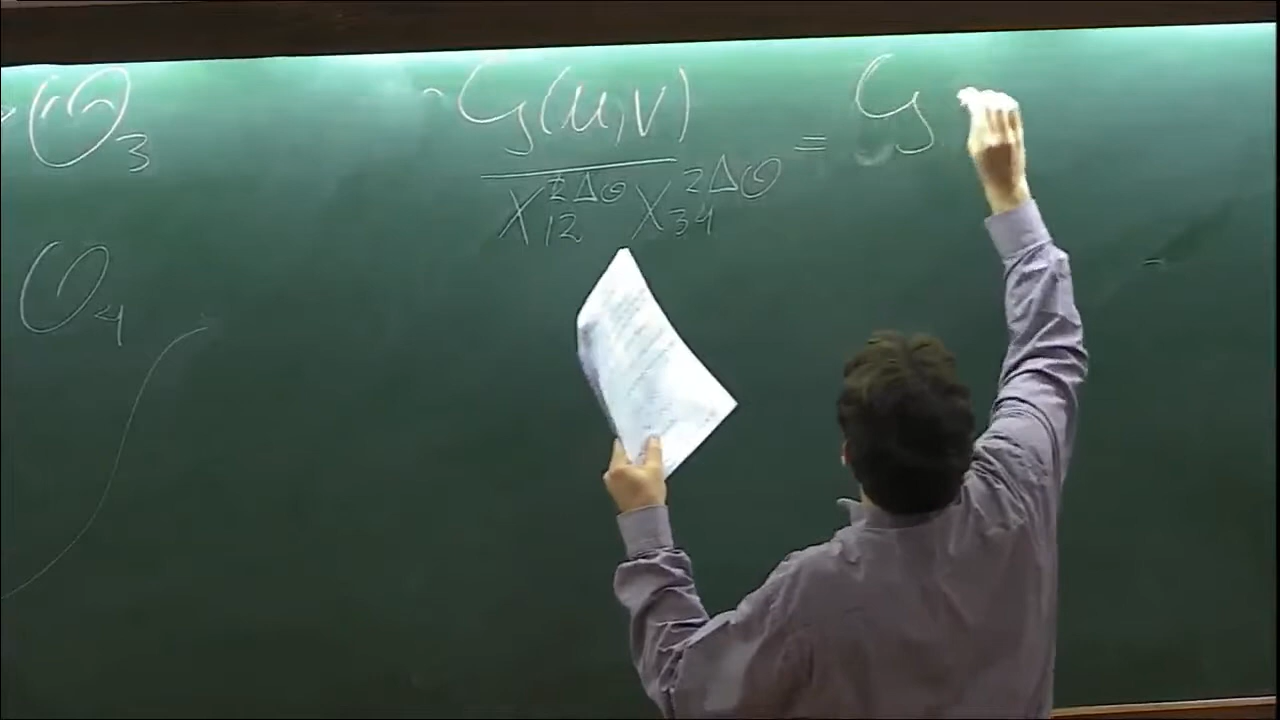 O₃ G(u,v) = G
X₁₂^{2ΔO} X₃₄^{2ΔO}
O₄